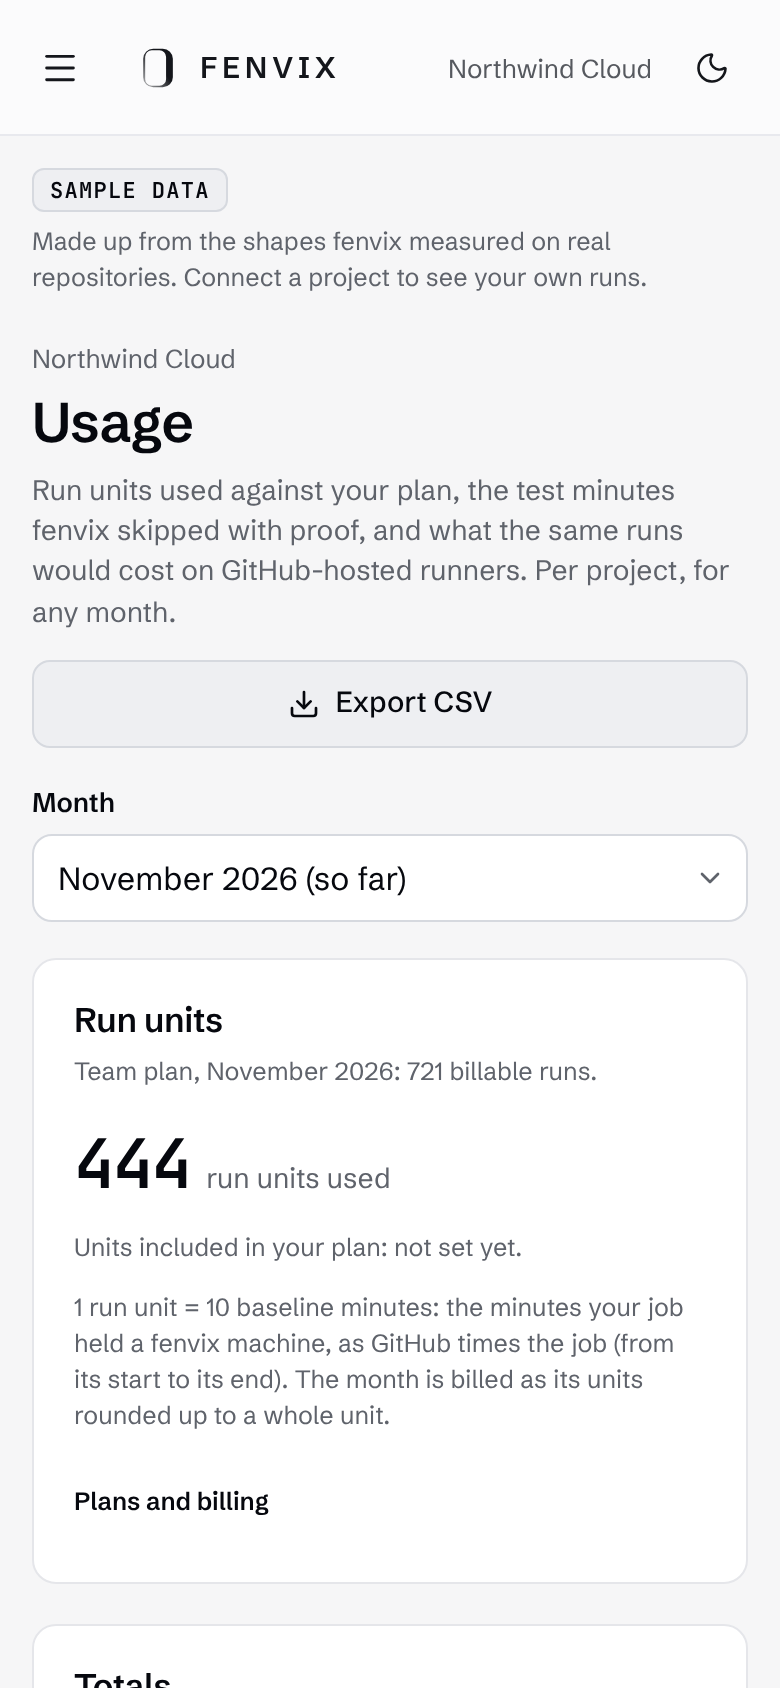 FENVIX
Northwind Cloud
SAMPLE DATA
Made up from the shapes fenvix measured on real
repositories. Connect a project to see your own runs.
Northwind Cloud
Usage
Run units used against your plan, the test minutes
fenvix skipped with proof, and what the same runs
would cost on GitHub-hosted runners. Per project, for
any month.
Export CSV
Month
November 2026 (so far)
Run units
Team plan, November 2026: 721 billable runs.
444 run units used
Units included in your plan: not set yet.
1 run unit = 10 baseline minutes: the minutes your job
held a fenvix machine, as GitHub times the job (from
its start to its end). The month is billed as its units
rounded up to a whole unit.
Plans and billing
Totals